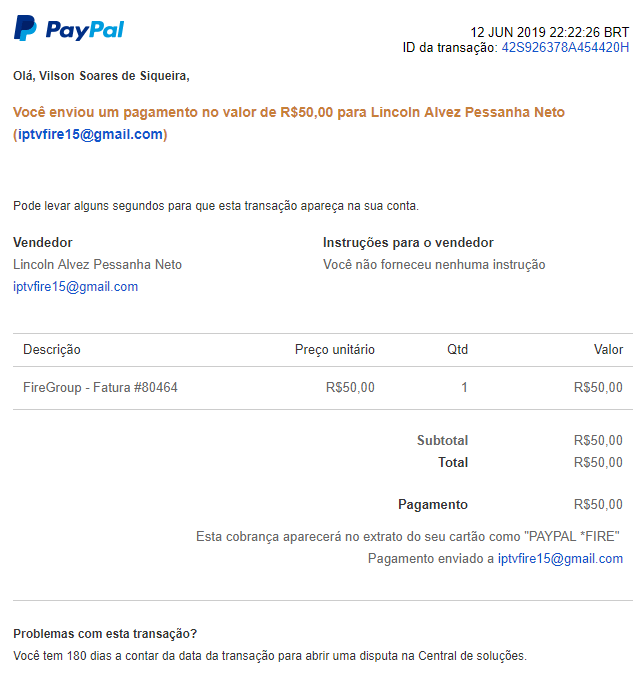 PayPal
12 JUN 2019 22:22:26 BRT
ID da transação: 42S926378A454420H
Olá, Vilson Soares de Siqueira,
Você enviou um pagamento no valor de R$50,00 para Lincoln Alvez Pessanha Neto
(iptvfire15@gmail.com)
Pode levar alguns segundos para que esta transação apareça na sua conta.
Vendedor Instruções para o vendedor
Lincoln Alvez Pessanha Neto Você não forneceu nenhuma instrução
iptvfire15@gmail.com
Descrição Preço unitário Qtd Valor
FireGroup - Fatura #80464 R$50,00 1 R$50,00
Subtotal R$50,00
Total R$50,00
Pagamento R$50,00
Esta cobrança aparecerá no extrato do seu cartão como "PAYPAL *FIRE"
Pagamento enviado a iptvfire15@gmail.com
Problemas com esta transação?
Você tem 180 dias a contar da data da transação para abrir uma disputa na Central de soluções.